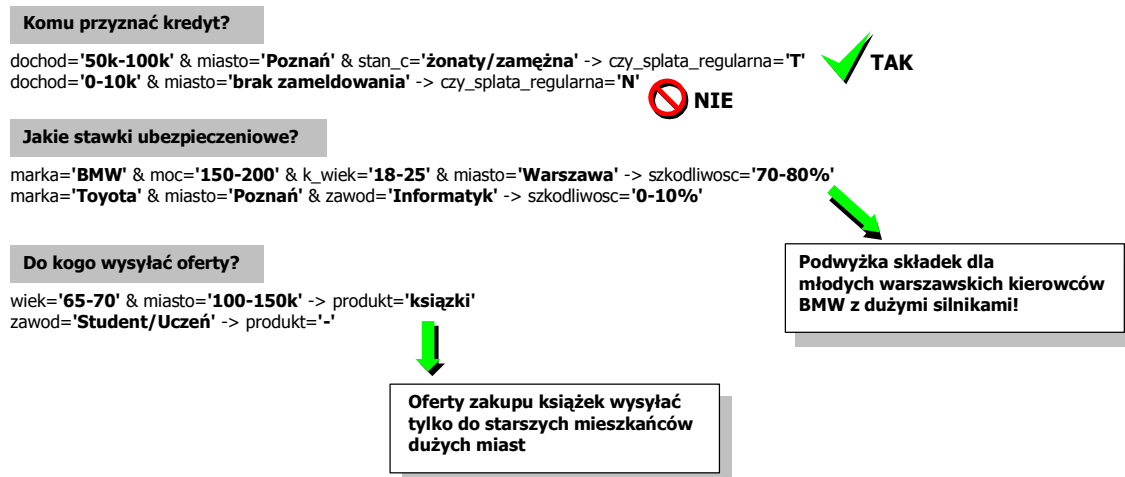 Komu przyznać kredyt?
dochod='50k-100k' & miasto='Poznań' & stan_c='żonaty/zamężna' -> czy_splata_regularna='T'
TAK
dochod='0-10k' & miasto='brak zameldowania' -> czy_splata_regularna='N'
NIE
Jakie stawki ubezpieczeniowe?
marka='BMW' & moc='150-200' & k_wiek='18-25' & miasto='Warszawa' -> szkodliwosc='70-80%'
marka='Toyota' & miasto='Poznań' & zawod='Informatyk' -> szkodliwosc='0-10%'
Podwyżka składek dla
młodych warszawskich kierowców
BMW z dużymi silnikami!
Do kogo wysyłać oferty?
wiek='65-70' & miasto='100-150k' -> produkt='ksiązki'
zawod='Student/Uczeń' -> produkt='-'
Oferty zakupu książek wysyłać
tylko do starszych mieszkańców
dużych miast